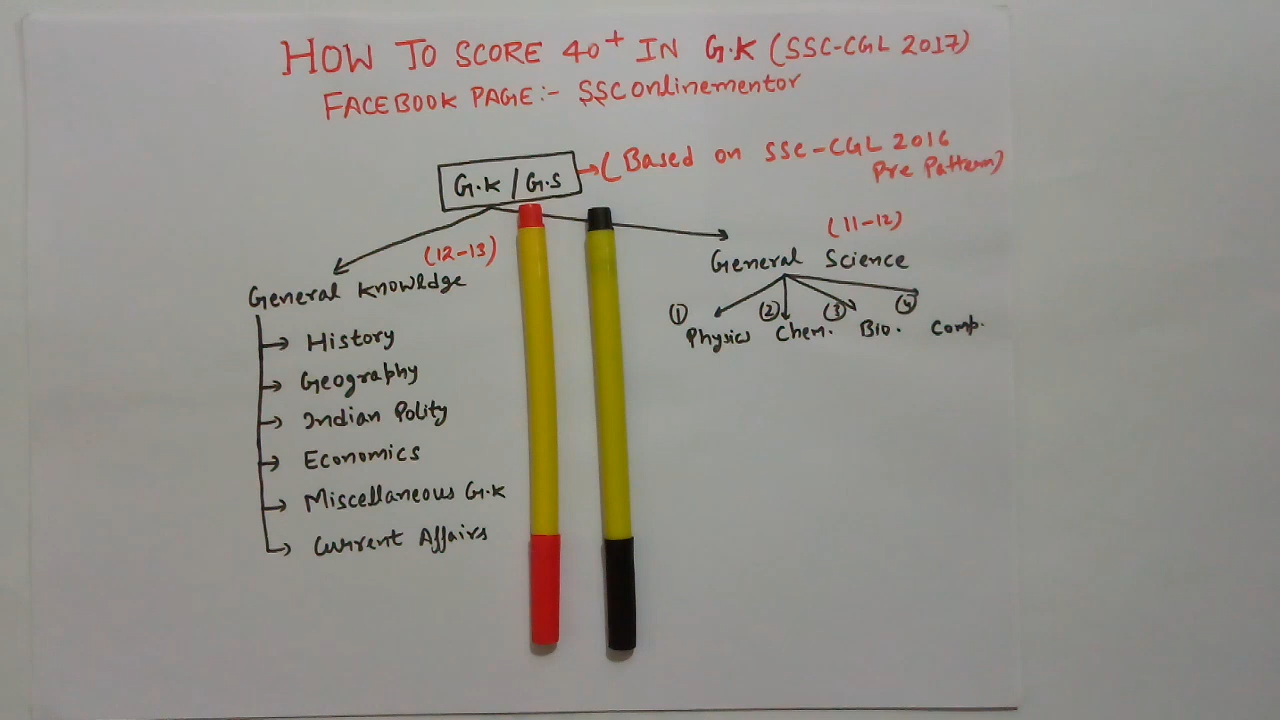 HOW TO SCORE 40+ IN G.K (SSC-CGL 2017)
FACEBOOK PAGE:- SSConlinementor
G.K / G.S
(Based on SSC-CGL 2016
Pre Pattern)
(12-13)
General knowldge
History
Geography
Indian Polity
Economics
Miscellaneous G.K
Current Affairs
(11-12)
General Science
① ② ③ ④
Physics Chem. Bio. Comp.